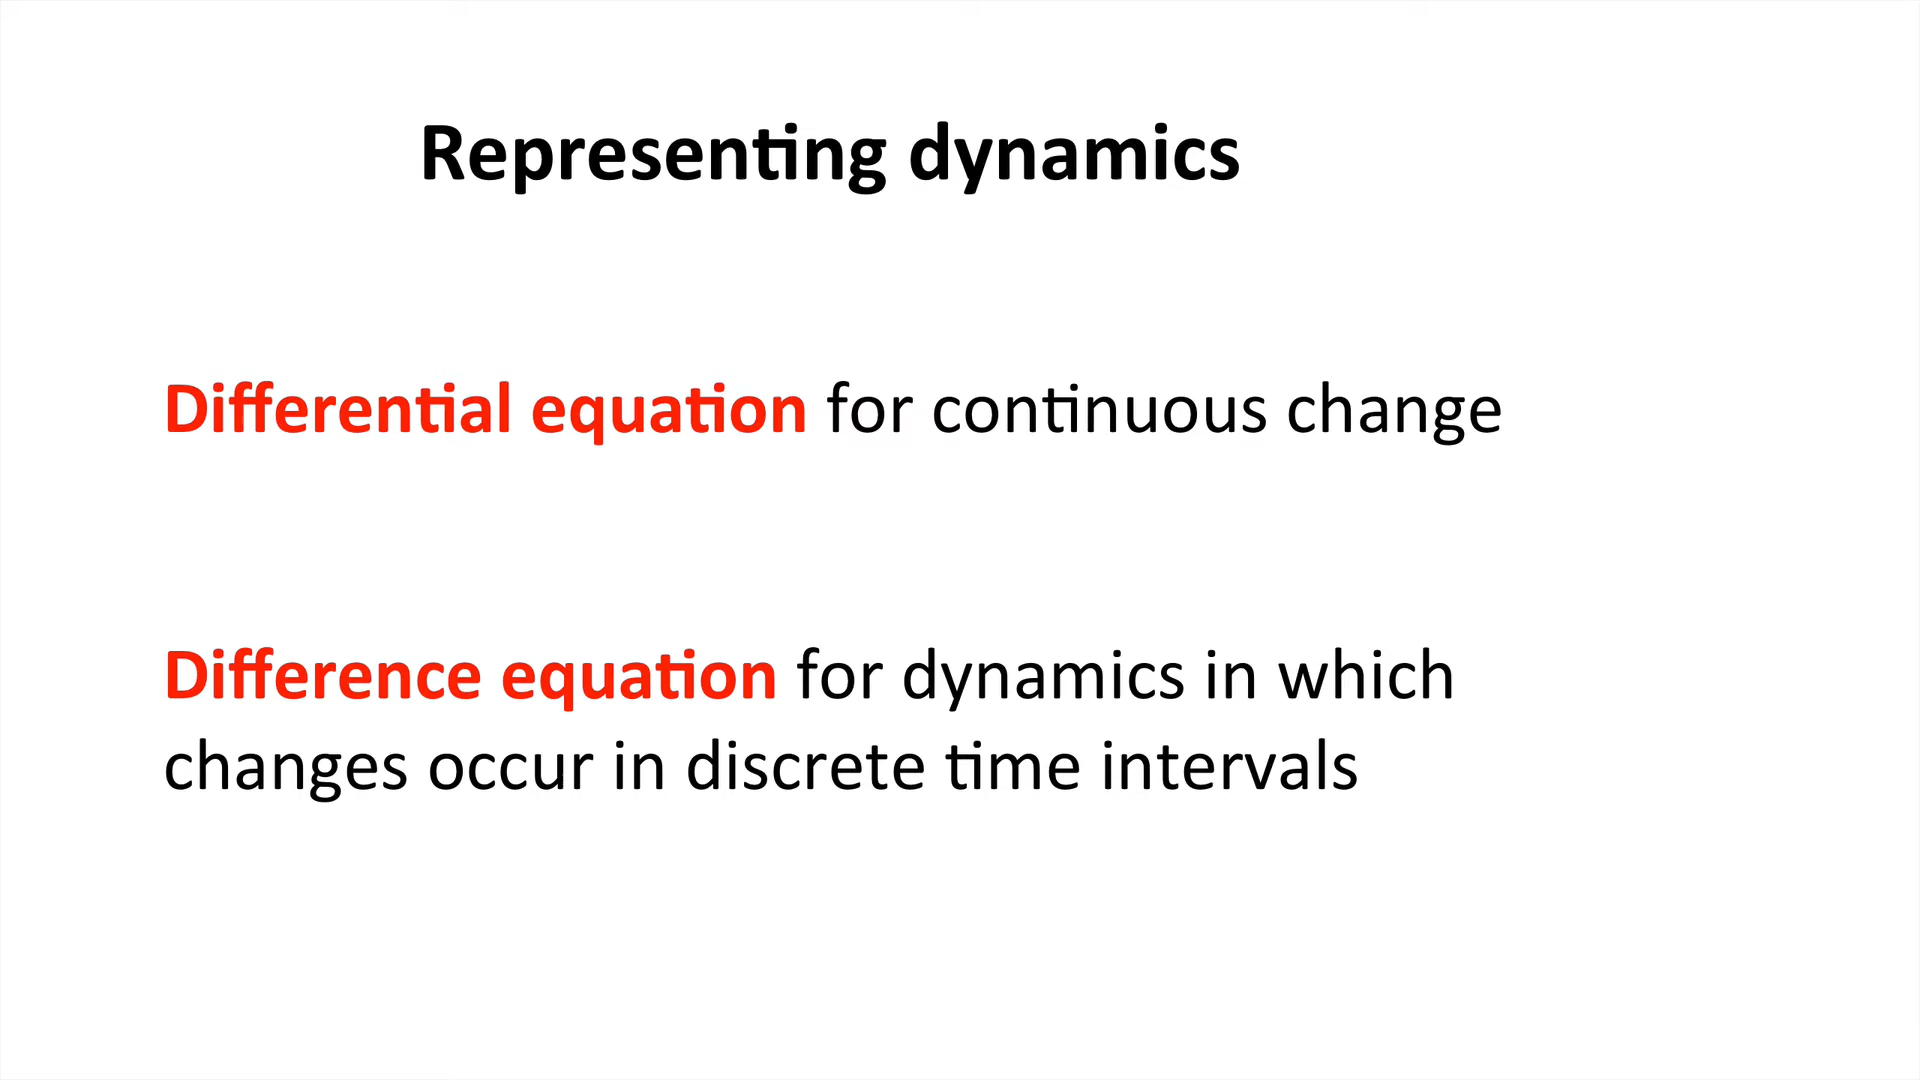 Representing dynamics
Differential equation for continuous change
Difference equation for dynamics in which
changes occur in discrete time intervals